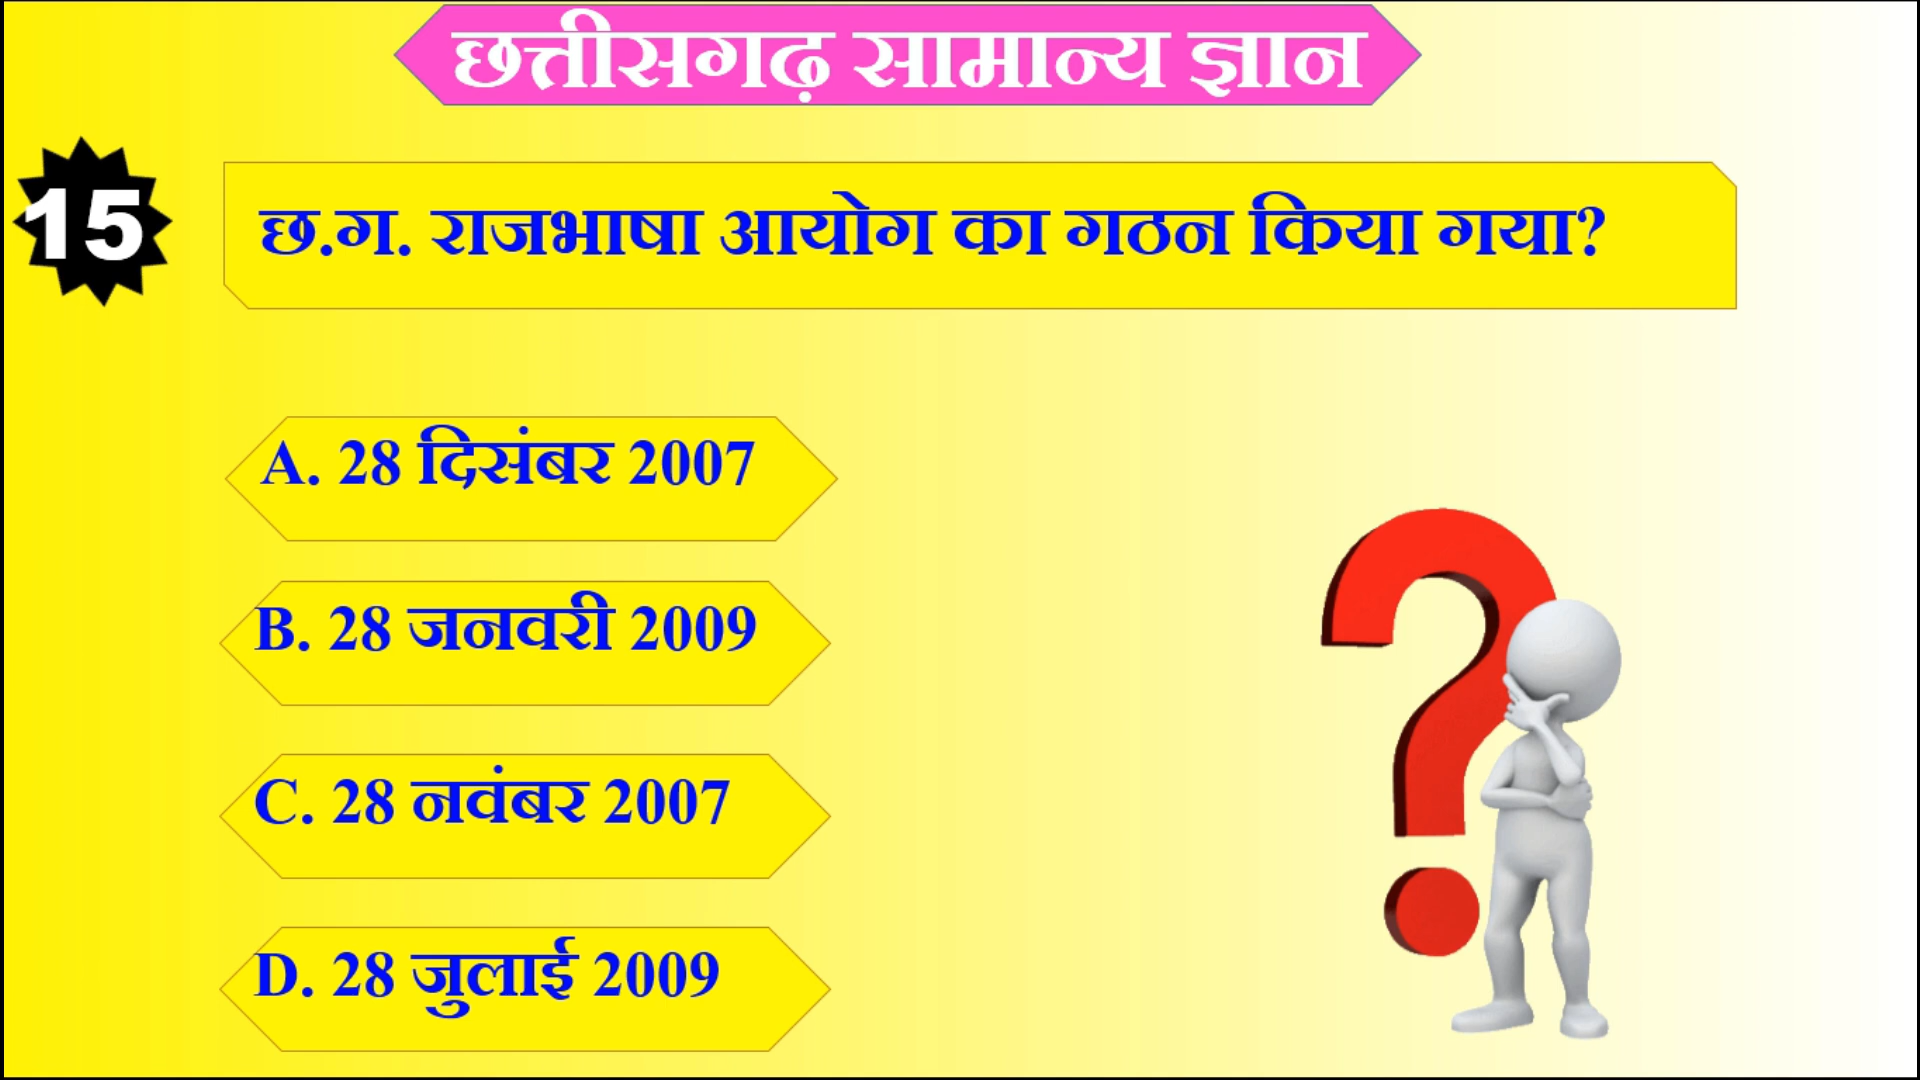 छत्तीसगढ़ सामान्य ज्ञान
15
छ.ग. राजभाषा आयोग का गठन किया गया?
A. 28 दिसंबर 2007
B. 28 जनवरी 2009
C. 28 नवंबर 2007
D. 28 जुलाई 2009